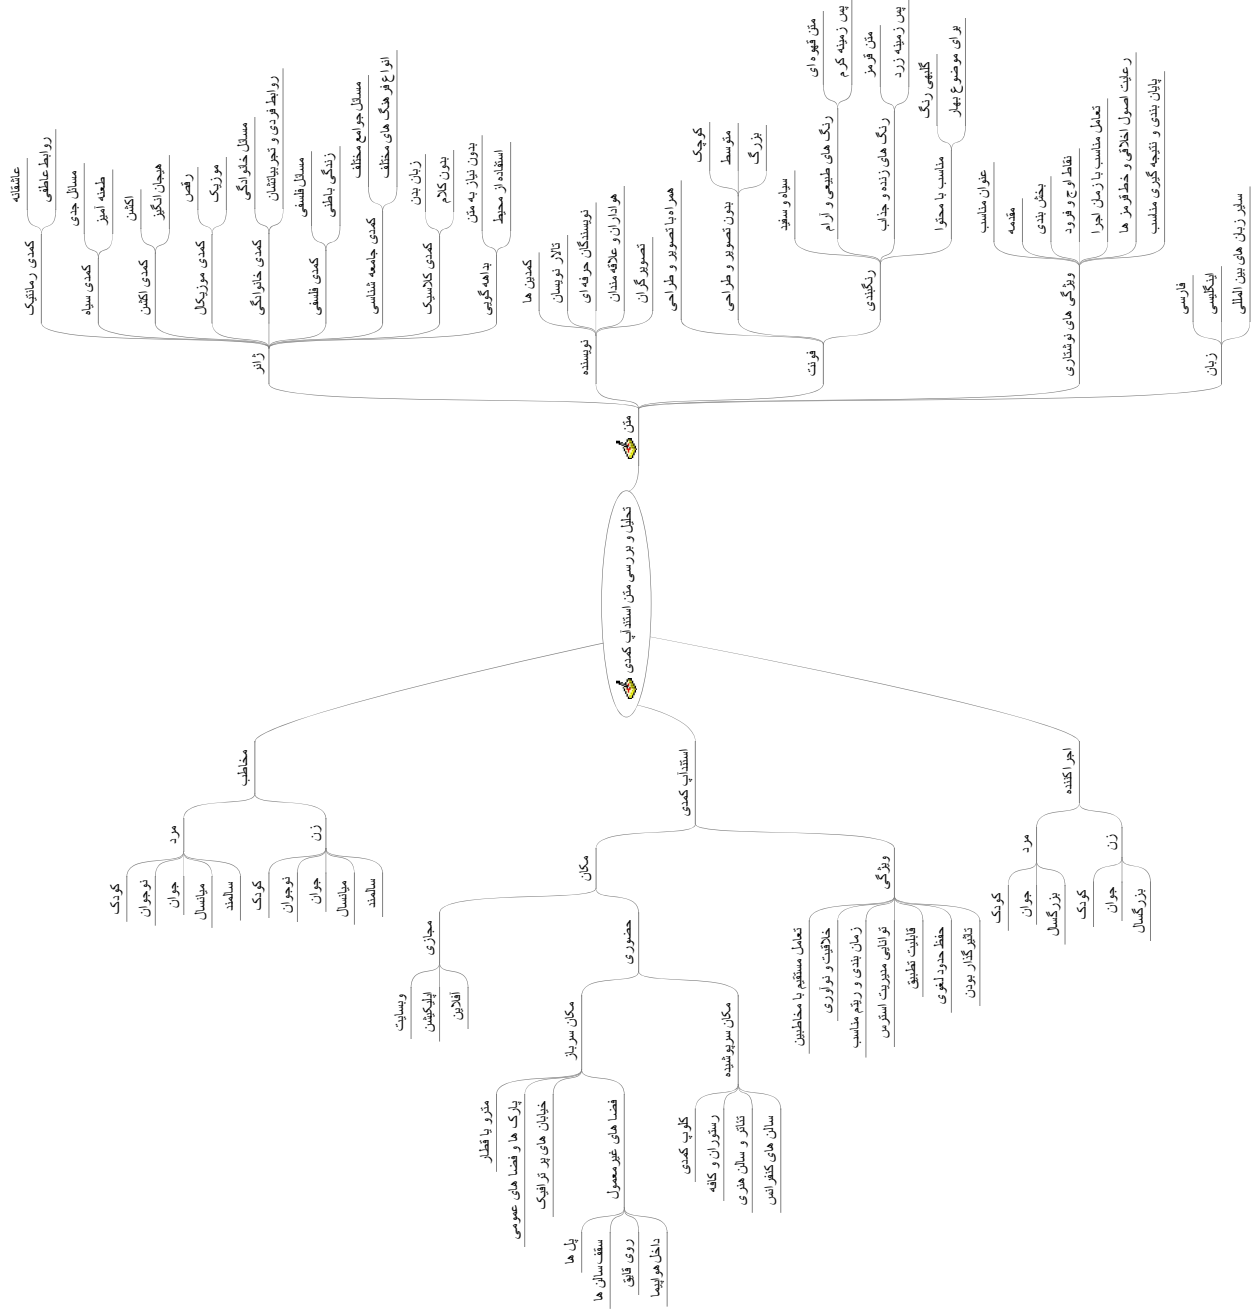 تحلیل و بررسی متن استندآپ کمدی
متن
ژانر
کمدی رمانتیک
عاشقانه
روابط عاطفی
کمدی سیاه
مسائل جدی
طعنه آمیز
کمدی اکشن
اکشن
هیجان انگیز
کمدی موزیکال
رقص
موزیک
کمدی خانوادگی
مسئل خانوادگی
روابط فردی و تجربیاتشان
کمدی فلسفی
مسئل فلسفی
زندگی باطنی
کمدی جامعه شناسی
مسئل جوامع مختلف
انواع فرهنگ های مختلف
کمدی کلاسیک
زبان بدن
بدون کلام
بداهه گویی
بدون نیاز به متن
استفاده از محیط
نویسنده
کمدین ها
تالار نویسان
نویسندگان حرفه ای
هواداران و علاقه مندان
تصویرگران
فونت
همراه با تصویر و طراحی
بدون تصویر و طراحی
کوچک
متوسط
بزرگ
رنگبندی
سیاه و سفید
رنگ های طبیعی و آرام
متن قهوه ای
پس زمینه کرم
رنگ های زنده و جذاب
متن قرمز
پس زمینه زرد
مناسب با محتوا
گلبهی رنگ
برای موضوع بهار
ویژگی های نوشتاری
عنوان مناسب
مقدمه
بخش بندی
نقاط اوج و فرود
تعامل مناسب با زمان اجرا
رعایت اصول اخلاقی و خط قرمز ها
پایان بندی و نتیجه گیری مناسب
زبان
فارسی
اینگلیسی
سایر زبان های بین المللی
مخاطب
مرد
کودک
نوجوان
جوان
میانسال
سالمند
زن
کودک
نوجوان
جوان
میانسال
سالمند
استندآپ کمدی
مکان
مجازی
وبسایت
اپلیکیشن
آفلاین
حضوری
مکان سرباز
مترو یا قطار
پارک ها و فضا های عمومی
خیابان های پر ترافیک
فضا های غیرمعمول
پل ها
سقف سالن ها
روی قایق
داخل هواپیما
مکان سرپوشیده
کلوپ کمدی
رستوران و کافه
تئاتر و سالن هنری
سالن های کنفرانس
ویژگی
تعامل مستقیم با مخاطبین
خلاقیت و نوآوری
زمان بندی و ریتم مناسب
توانایی مدیریت استرس
قابلیت تطبیق
حفظ حدود لغوی
تاثیرگذار بودن
اجراکننده
مرد
کودک
جوان
بزرگسال
زن
کودک
جوان
بزرگسال